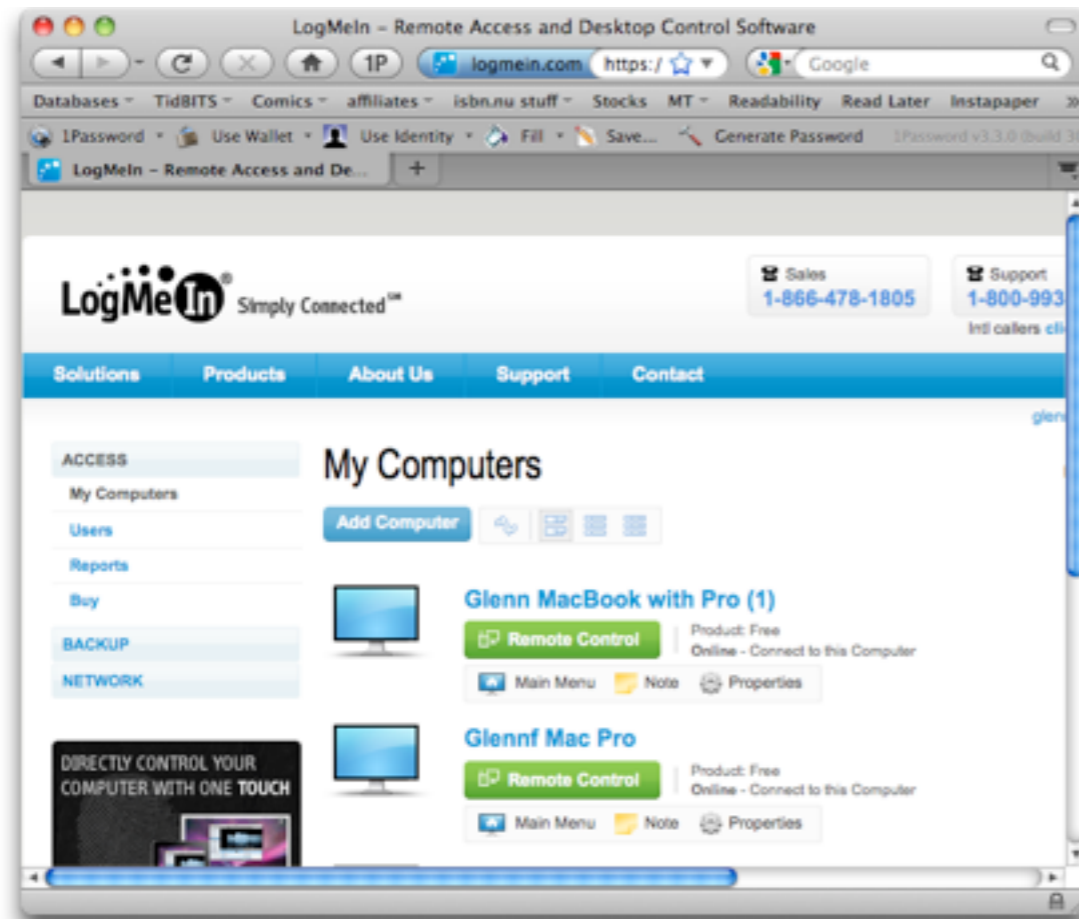 LogMeIn – Remote Access and Desktop Control Software
1P logmein.com https:/ Google
Databases TidBITS Comics affiliates isbn.nu stuff Stocks MT Readability Read Later Instapaper »
1Password Use Wallet Use Identity Fill Save... Generate Password 1Password v3.3.0 (build 3
LogMeIn – Remote Access and De... +
LogMeIn® Simply Connected℠
Sales
1-866-478-1805
Support
1-800-993
Intl callers cli
Solutions Products About Us Support Contact
glenn
ACCESS
My Computers
Users
Reports
Buy
BACKUP
NETWORK
DIRECTLY CONTROL YOUR
COMPUTER WITH ONE TOUCH
My Computers
Add Computer
Glenn MacBook with Pro (1)
Remote Control
Product: Free
Online - Connect to this Computer
Main Menu Note Properties
Glennf Mac Pro
Remote Control
Product: Free
Online - Connect to this Computer
Main Menu Note Properties